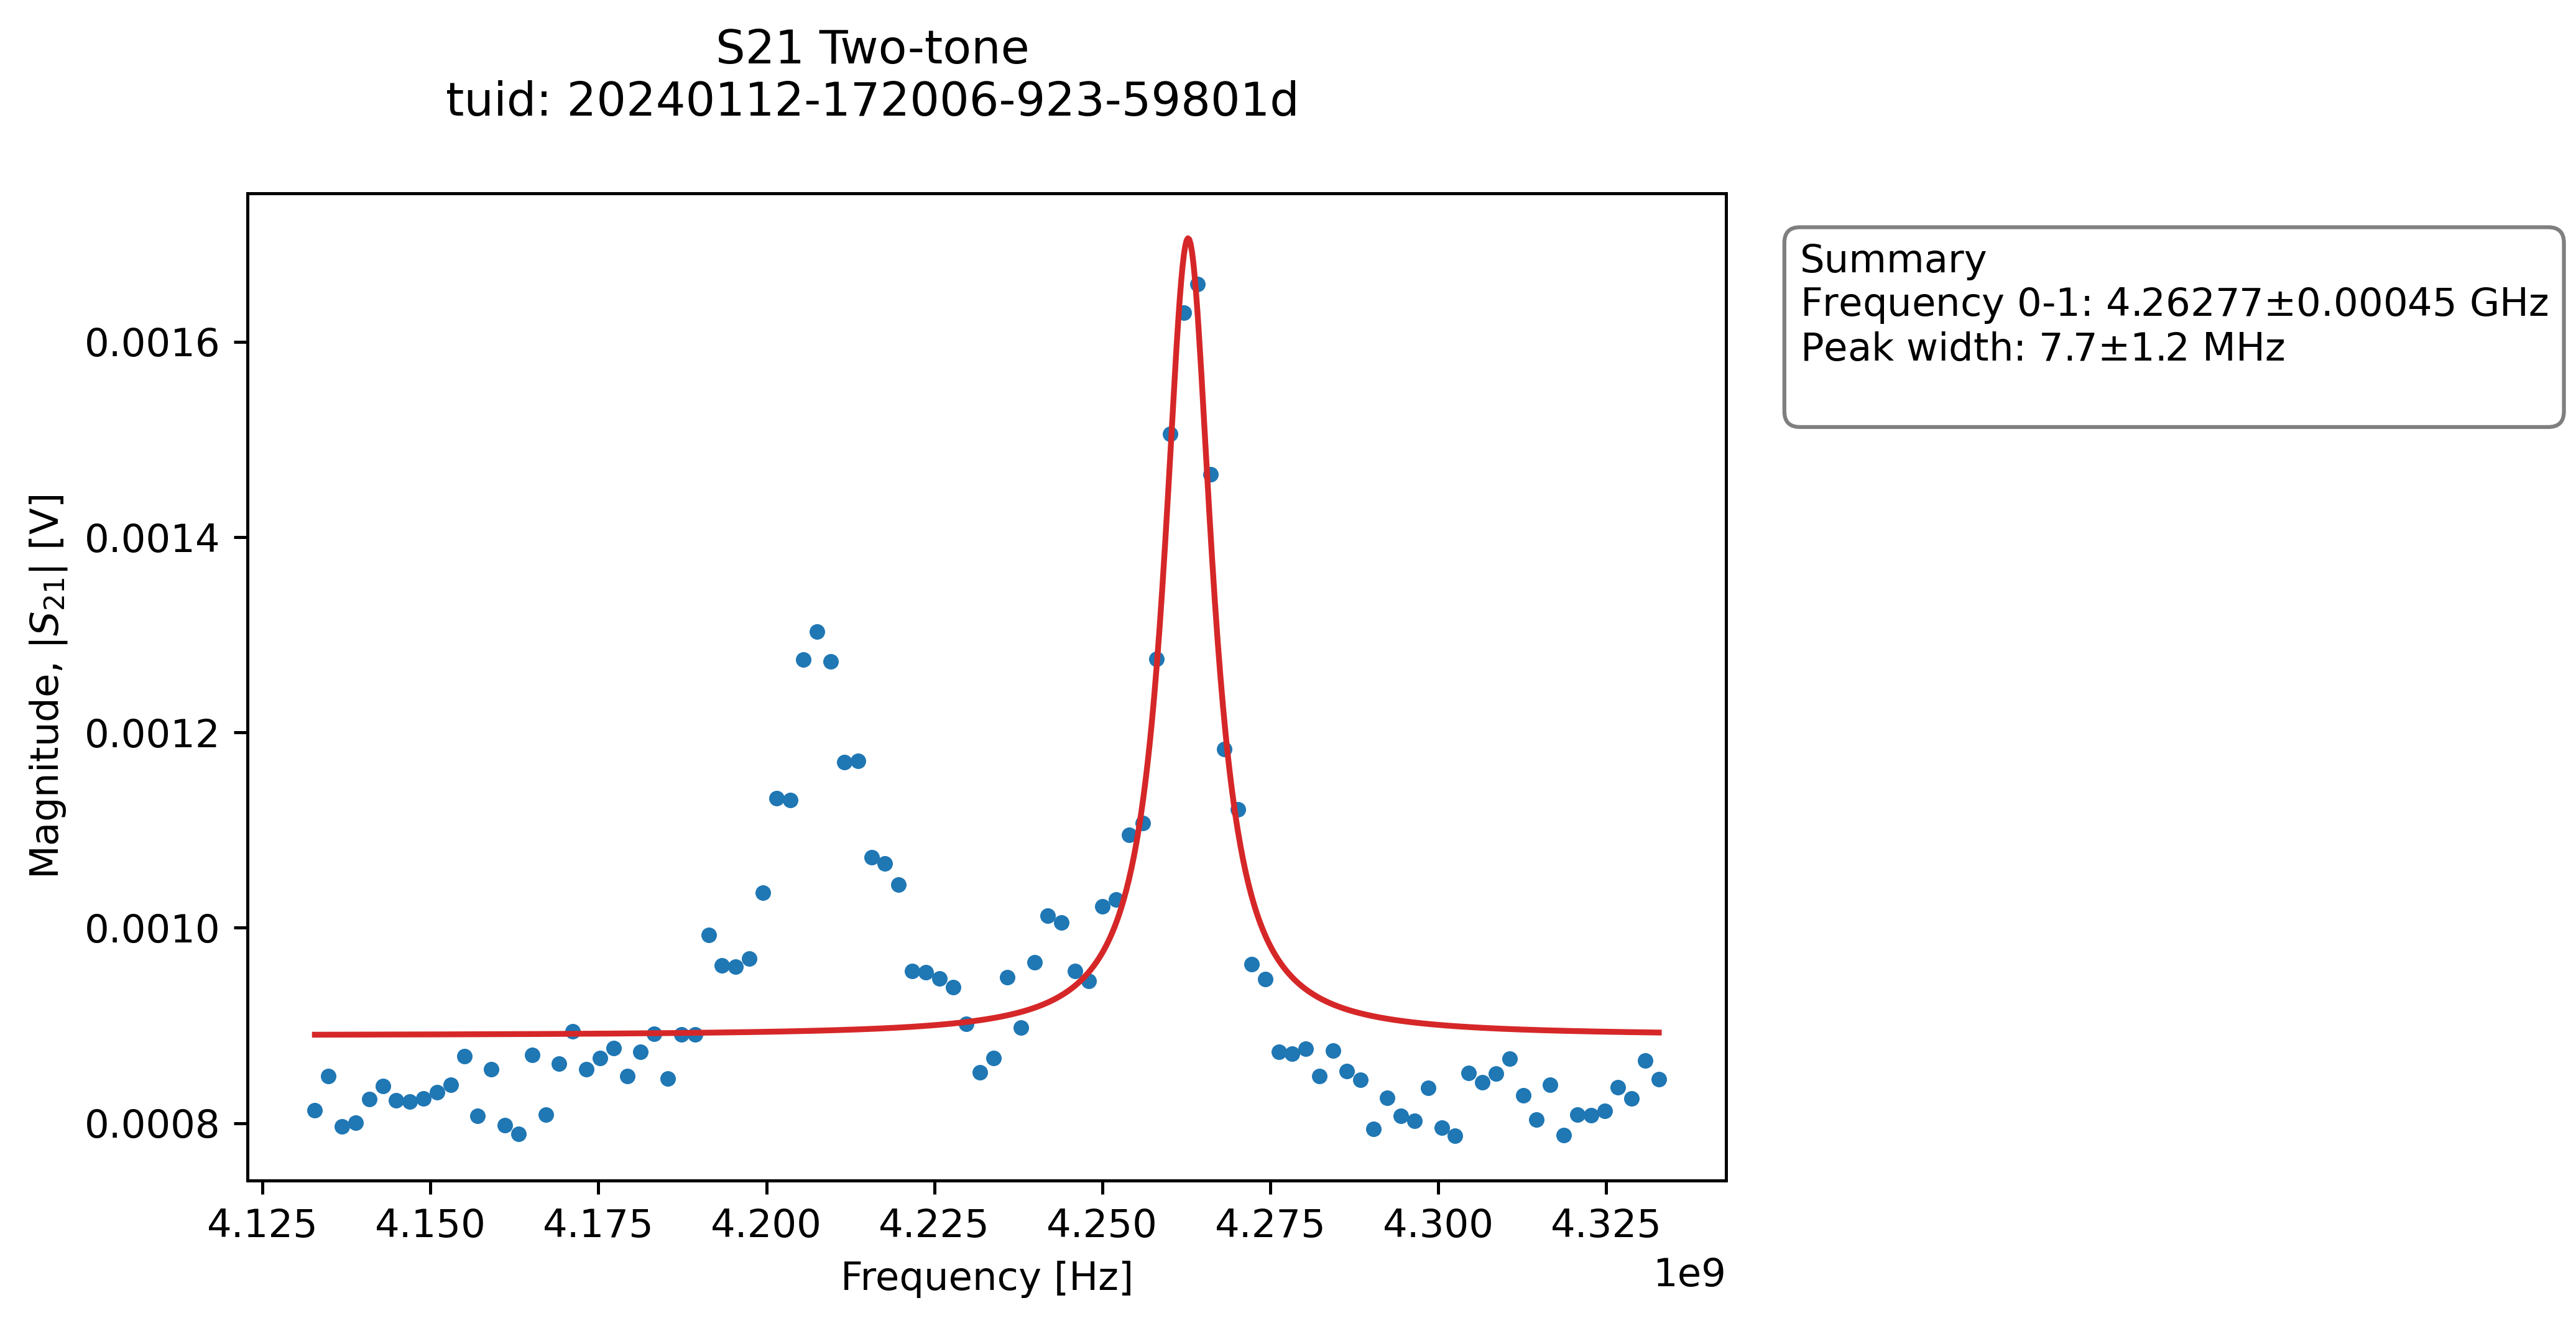 S21 Two-tone
tuid: 20240112-172006-923-59801d
Summary
Frequency 0-1: 4.26277±0.00045 GHz
Peak width: 7.7±1.2 MHz
Magnitude, |S₂₁| [V]
0.0016
0.0014
0.0012
0.0010
0.0008
4.125 4.150 4.175 4.200 4.225 4.250 4.275 4.300 4.325
Frequency [Hz]
1e9